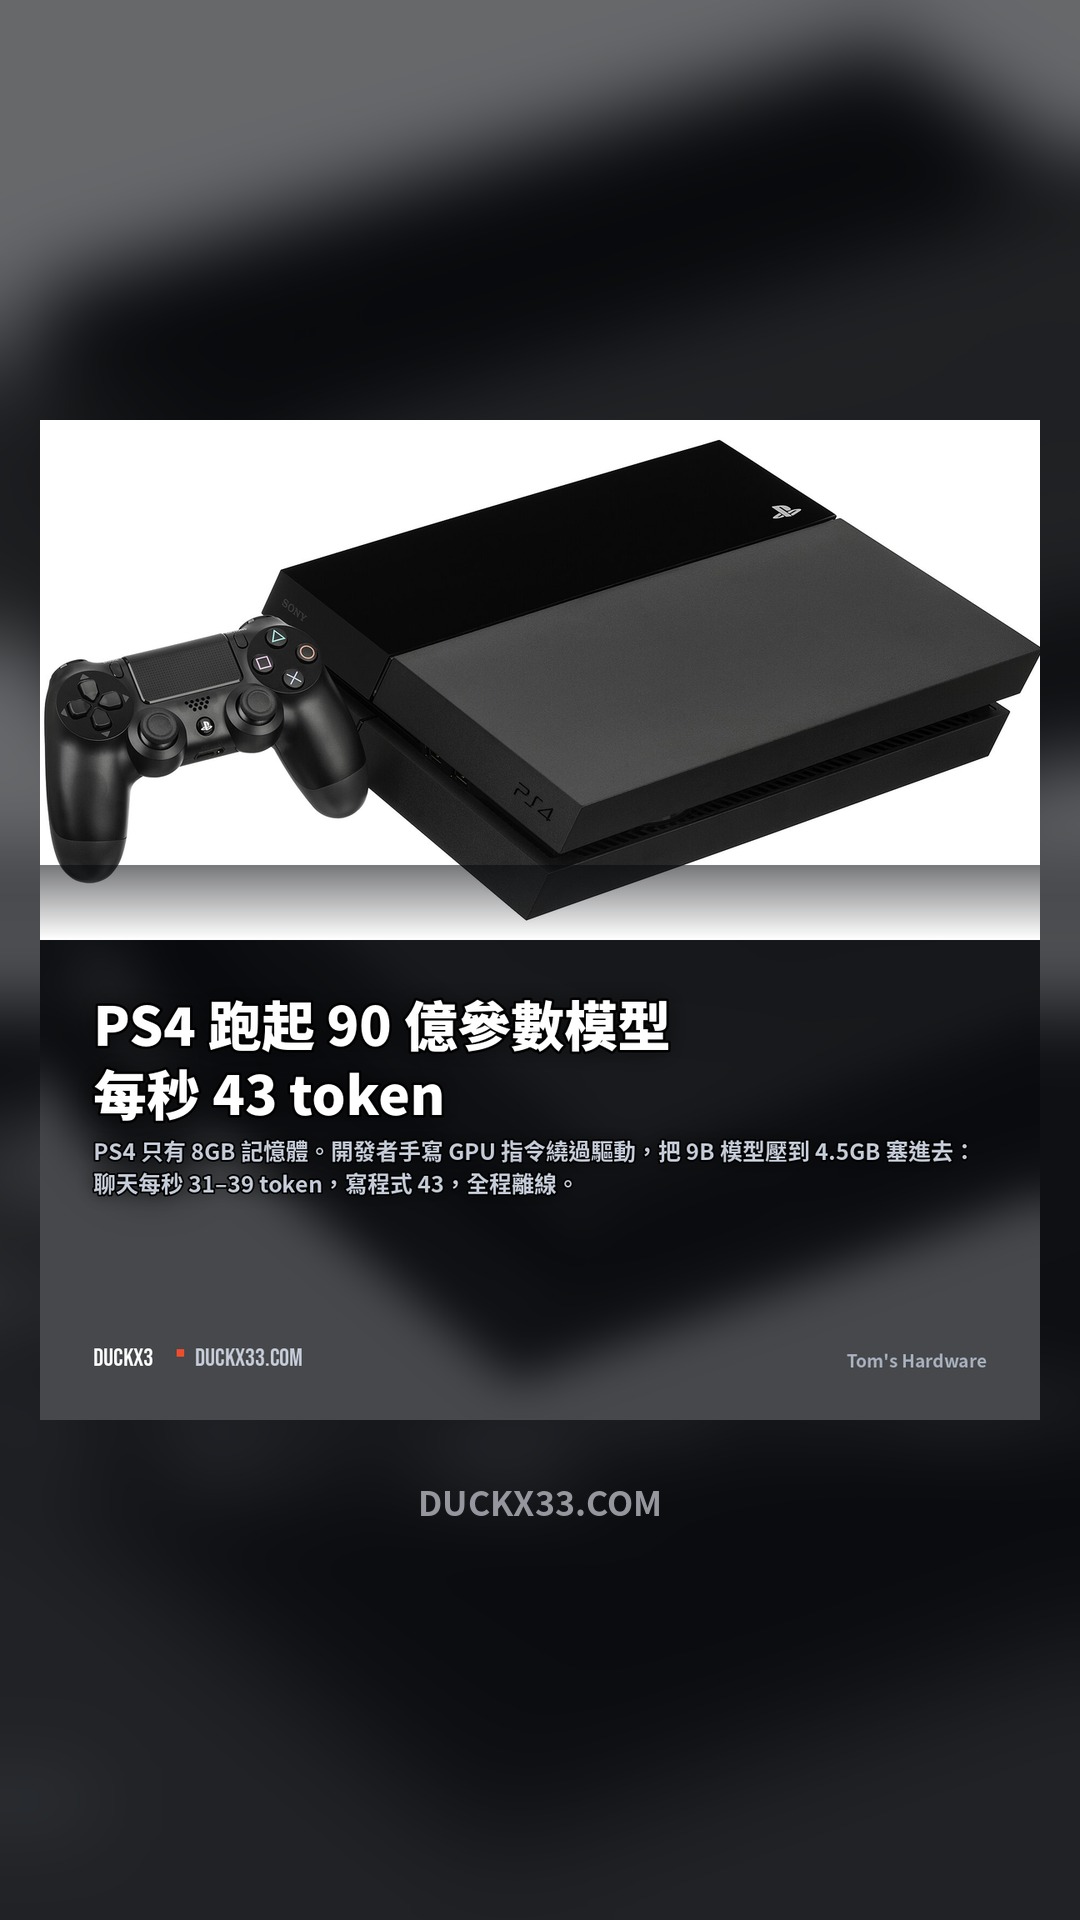 SONY
PS4
PS4 跑起 90 億參數模型
每秒 43 token
PS4 只有 8GB 記憶體。開發者手寫 GPU 指令繞過驅動，把 9B 模型壓到 4.5GB 塞進去：
聊天每秒 31–39 token，寫程式 43，全程離線。
DUCKX3 DUCKX33.COM
Tom's Hardware
DUCKX33.COM